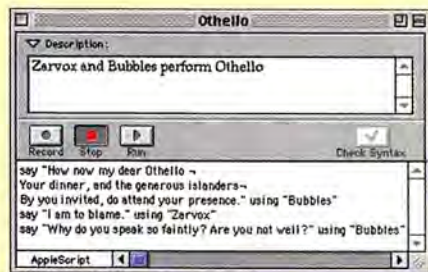 Othello
Description:
Zarvox and Bubbles perform Othello
Record Stop Run Check Syntax
say "How now my dear Othello ¬
Your dinner, and the generous islanders¬
By you invited, do attend your presence." using "Bubbles"
say "I am to blame." using "Zarvox"
say "Why do you speak so faintly? Are you not well?" using "Bubbles"
AppleScript